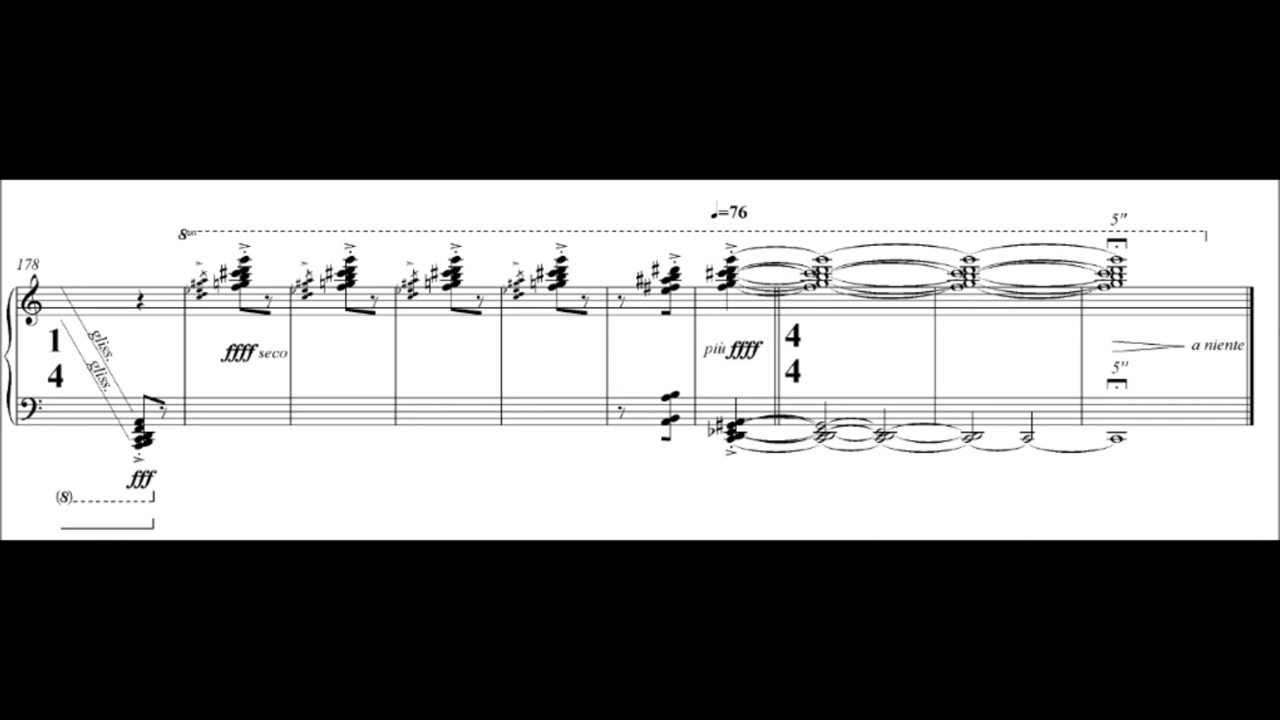 ♩=76
8va
5"
178
gliss.
gliss.
1
4
ffff seco
più ffff
4
4
a niente
5"
fff
(8)